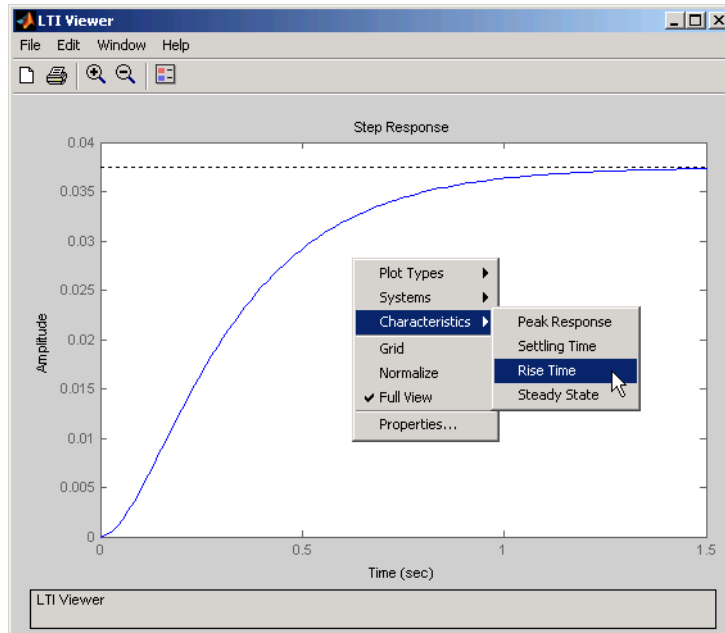 LTI Viewer
File Edit Window Help
Step Response
0.04
0.035
0.03
0.025
0.02
0.015
0.01
0.005
0
Amplitude
0
0.5
1
1.5
Time (sec)
Plot Types
Systems
Characteristics
Grid
Normalize
Full View
Properties...
Peak Response
Settling Time
Rise Time
Steady State
LTI Viewer